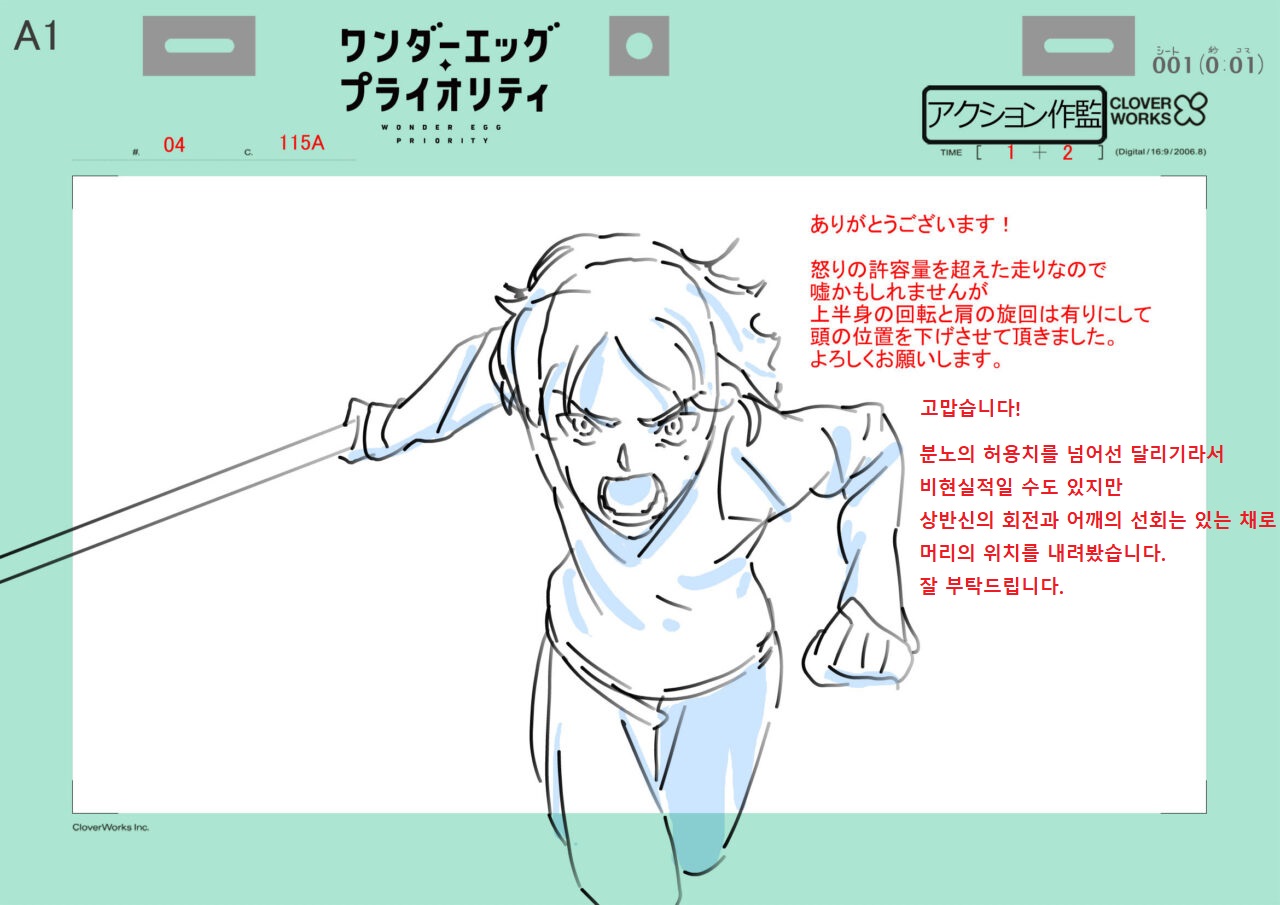 A1
ワンダーエッグ
プライオリティ
WONDER EGG
PRIORITY
シート 秒 コマ
001(0:01)
アクション作監
CLOVER
WORKS
#. 04 C. 115A
TIME [ 1 + 2 ] (Digital/16:9/2006.8)
ありがとうございます！
怒りの許容量を超えた走りなので
嘘かもしれませんが
上半身の回転と肩の旋回は有りにして
頭の位置を下げさせて頂きました。
よろしくお願いします。
고맙습니다!
분노의 허용치를 넘어선 달리기라서
비현실적일 수도 있지만
상반신의 회전과 어깨의 선회는 있는 채로
머리의 위치를 내려봤습니다.
잘 부탁드립니다.
CloverWorks Inc.